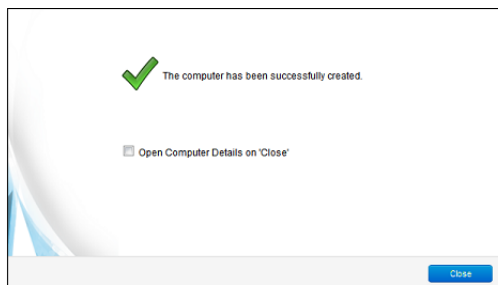 The computer has been successfully created.
Open Computer Details on 'Close'
Close